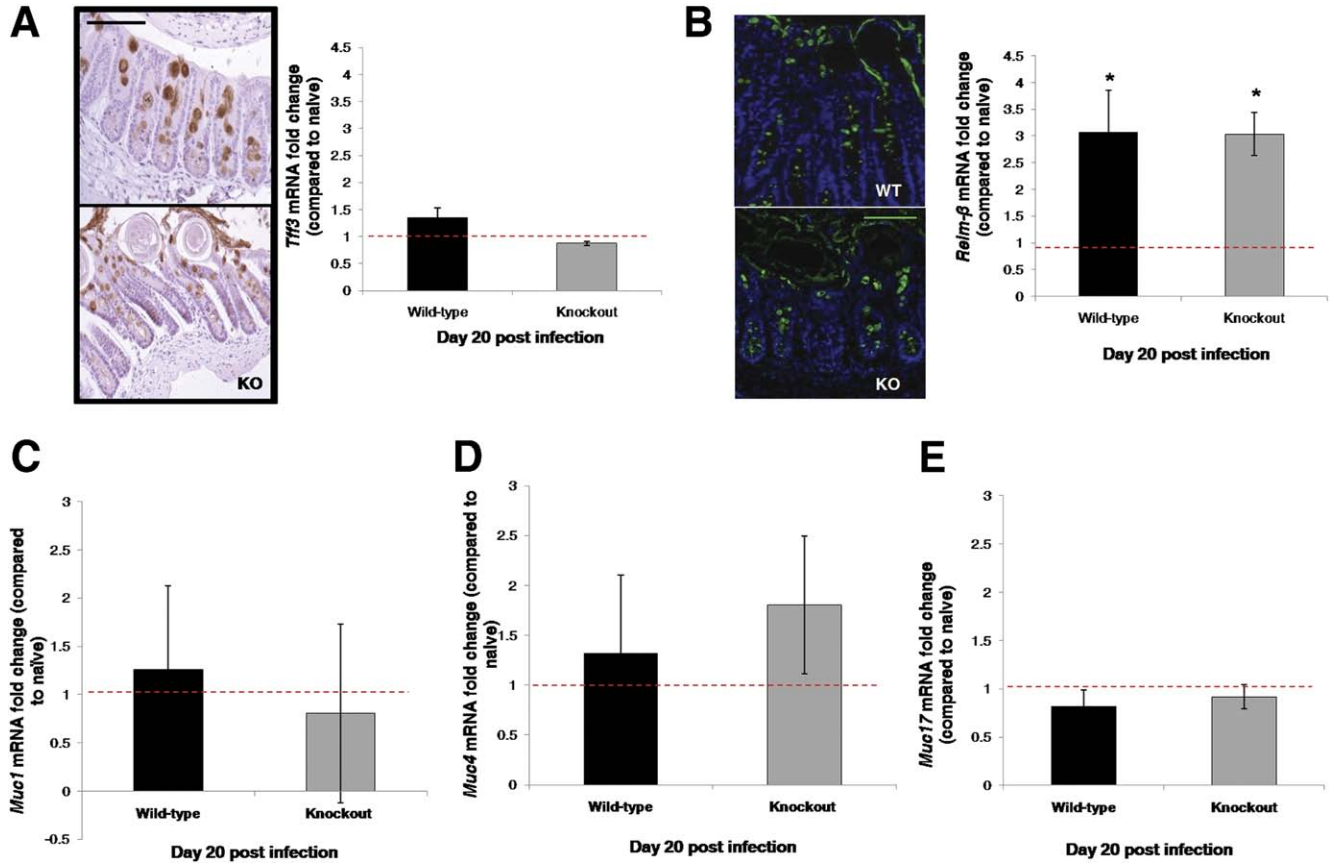 A
B
KO
Tff3 mRNA fold change
(compared to naïve)
4.5
4
3.5
3
2.5
2
1.5
1
0.5
0
Wild-type Knockout
Day 20 post infection
WT
KO
Relm-β mRNA fold change
(compared to naïve)
4.5
4
3.5
3
2.5
2
1.5
1
0.5
0
* *
Wild-type Knockout
Day 20 post infection
C
Muc1 mRNA fold change (compared
to naïve)
3
2.5
2
1.5
1
0.5
0
-0.5
Wild-type Knockout
Day 20 post infection
D
Muc4 mRNA fold change (compared to
naïve)
3
2.5
2
1.5
1
0.5
0
Wild-type Knockout
Day 20 post infection
E
Muc17 mRNA fold change
(compared to naïve)
3
2.5
2
1.5
1
0.5
0
Wild-type Knockout
Day 20 post infection